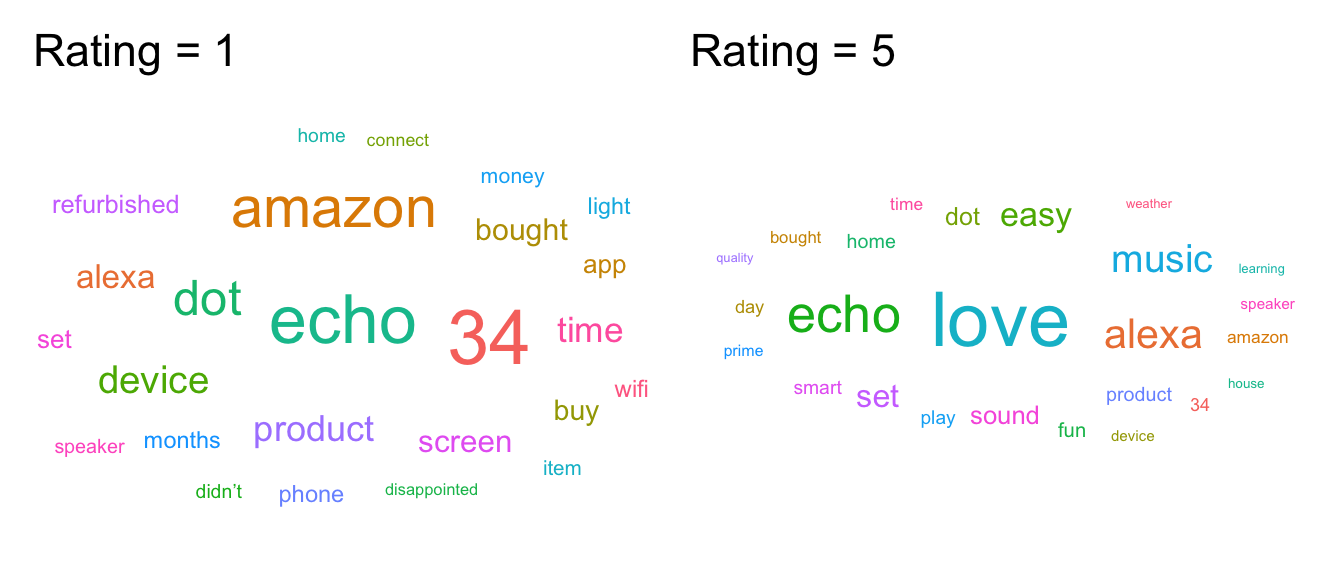 Rating = 1
home connect
money
refurbished amazon light
bought
alexa app
dot echo 34 time
set
device wifi
buy
speaker months product screen
item
didn’t phone disappointed
Rating = 5
time dot easy weather
bought home
quality music learning
day echo love speaker
prime alexa amazon
smart set product house
34
play sound fun device